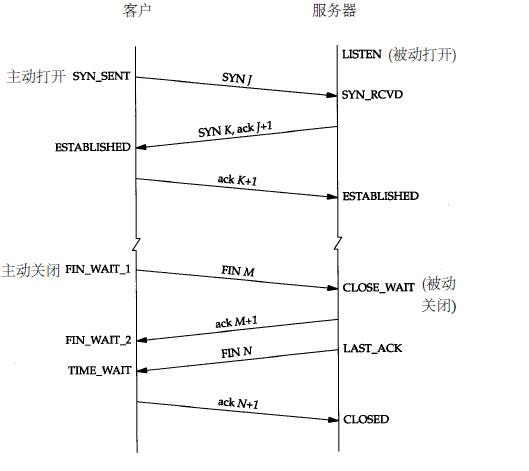 客户 服务器
LISTEN (被动打开)
主动打开 SYN_SENT
SYN J
SYN_RCVD
SYN K, ack J+1
ESTABLISHED
ack K+1
ESTABLISHED
主动关闭 FIN_WAIT_1
FIN M
CLOSE_WAIT (被动
关闭)
ack M+1
FIN_WAIT_2
FIN N
LAST_ACK
TIME_WAIT
ack N+1
CLOSED